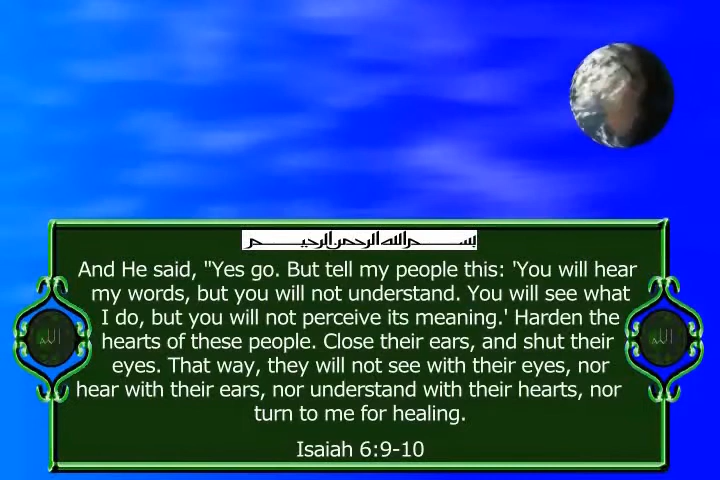 بسم الله الرحمن الرحيم
And He said, "Yes go. But tell my people this: 'You will hear
my words, but you will not understand. You will see what
I do, but you will not perceive its meaning.' Harden the
hearts of these people. Close their ears, and shut their
eyes. That way, they will not see with their eyes, nor
hear with their ears, nor understand with their hearts, nor
turn to me for healing.
الله
الله
Isaiah 6:9-10